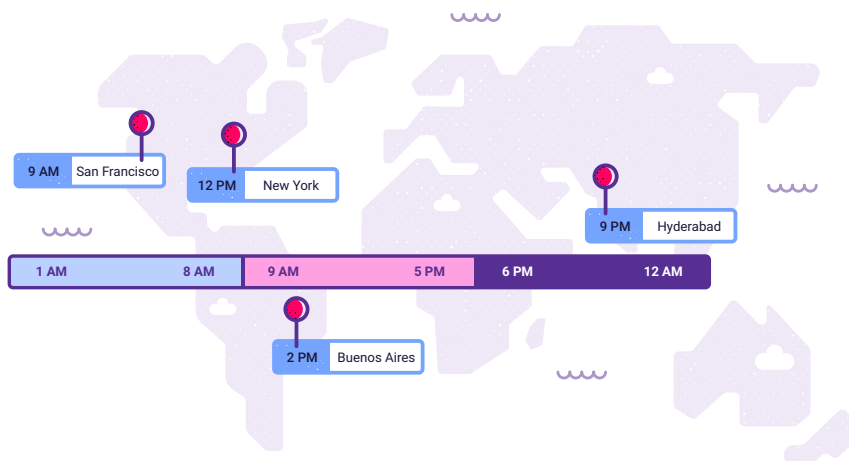 9 AM San Francisco
12 PM New York
9 PM Hyderabad
1 AM 8 AM 9 AM 5 PM 6 PM 12 AM
2 PM Buenos Aires